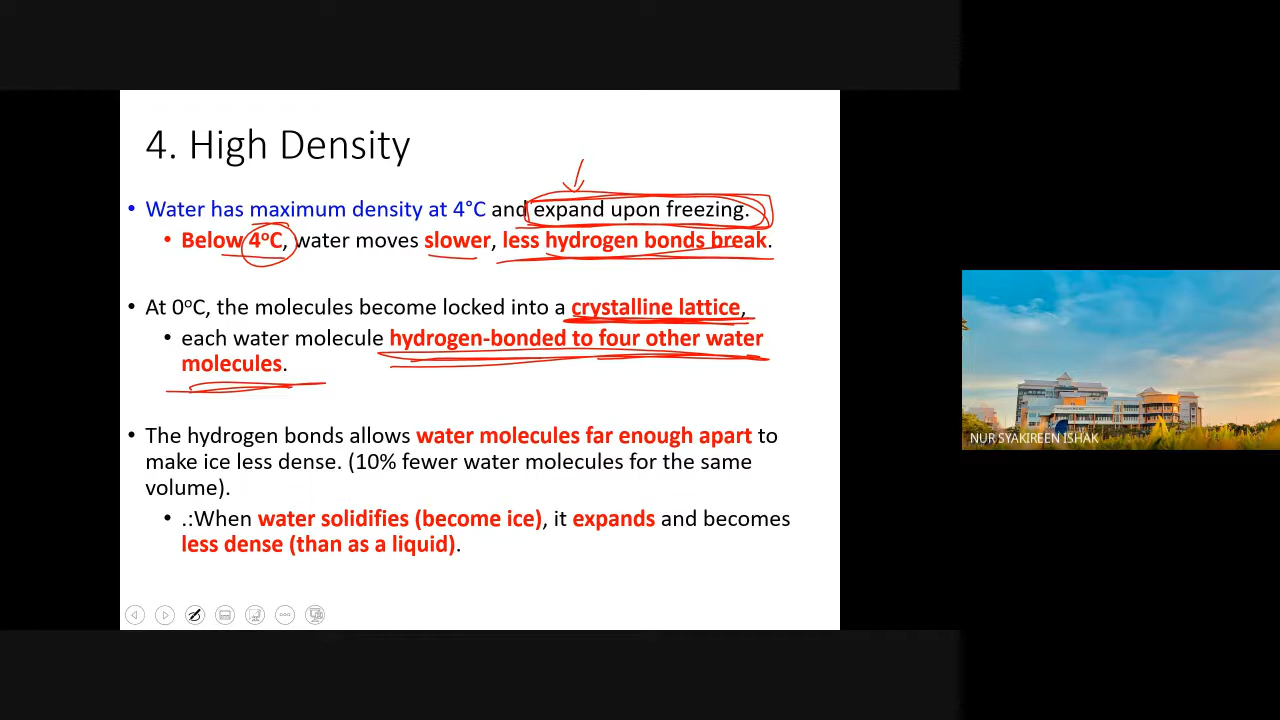 4. High Density
• Water has maximum density at 4°C and expand upon freezing.
• Below 4°C, water moves slower, less hydrogen bonds break.
• At 0°C, the molecules become locked into a crystalline lattice,
• each water molecule hydrogen-bonded to four other water
molecules.
• The hydrogen bonds allows water molecules far enough apart to
make ice less dense. (10% fewer water molecules for the same
volume).
• .:When water solidifies (become ice), it expands and becomes
less dense (than as a liquid).
NUR SYAKIREEN ISHAK